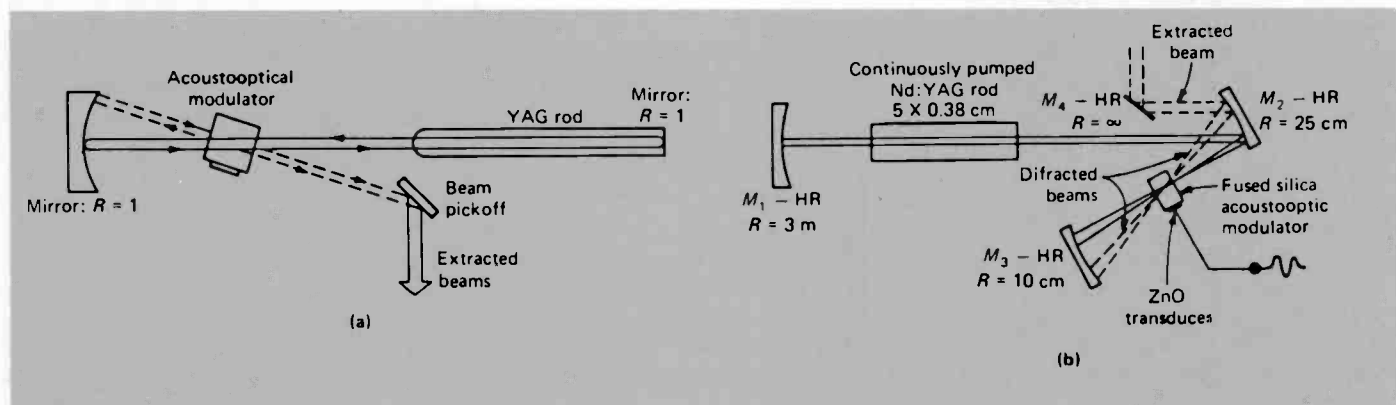 Acoustooptical
modulator
YAG rod
Mirror:
R = 1
Mirror: R = 1
Beam
pickoff
Extracted
beams
(a)
Extracted
beam
Continuously pumped
Nd:YAG rod
5 X 0.38 cm
M₄ – HR
R = ∞
M₂ – HR
R = 25 cm
M₁ – HR
R = 3 m
Difracted
beams
Fused silica
acoustooptic
modulator
M₃ – HR
R = 10 cm
ZnO
transduces
(b)